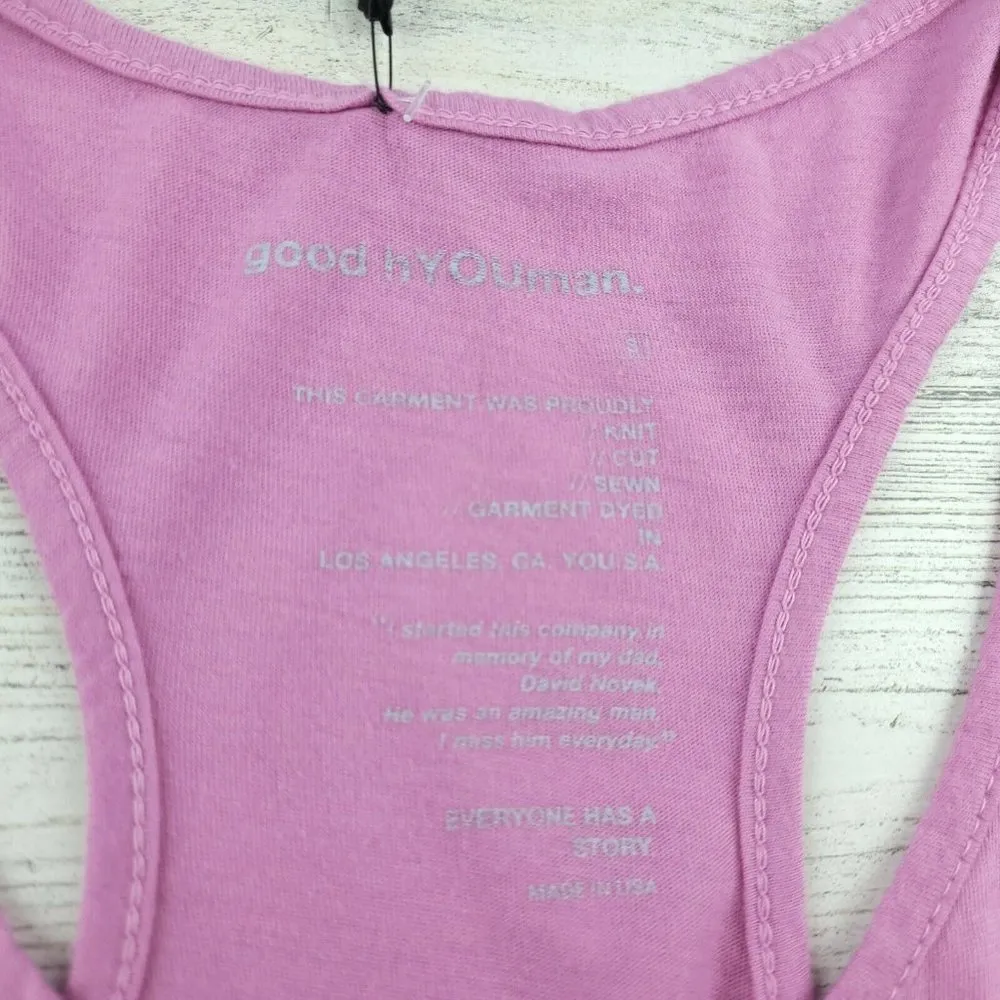 good hYOUman.
S
THIS GARMENT WAS PROUDLY
// KNIT
// CUT
// SEWN
// GARMENT DYED
IN
LOS ANGELES, CA. YOU.S.A.
"I started this company in
memory of my dad,
David Novek.
He was an amazing man,
I miss him everyday."
EVERYONE HAS A
STORY
MADE IN USA